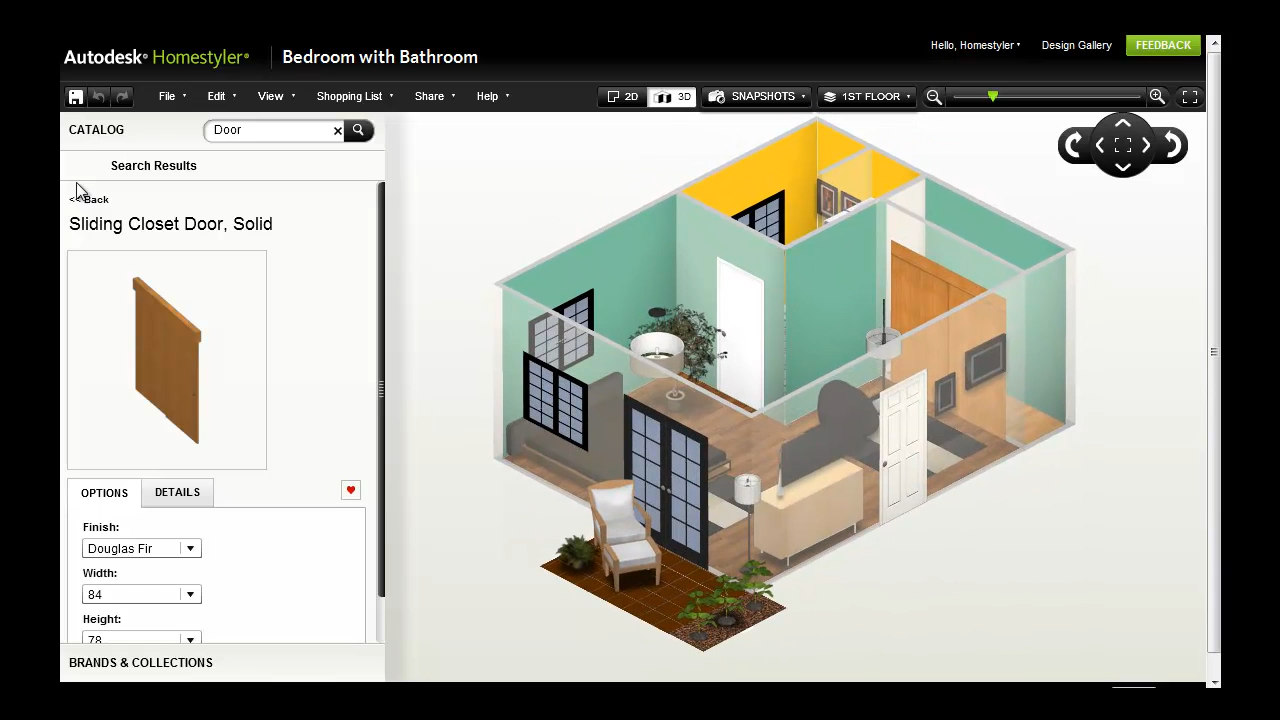 Autodesk® Homestyler® Bedroom with Bathroom
Hello, Homestyler Design Gallery FEEDBACK
File Edit View Shopping List Share Help 2D 3D SNAPSHOTS 1ST FLOOR
CATALOG Door
Search Results
<< Back
Sliding Closet Door, Solid
OPTIONS DETAILS
Finish:
Douglas Fir
Width:
84
Height:
78
BRANDS & COLLECTIONS